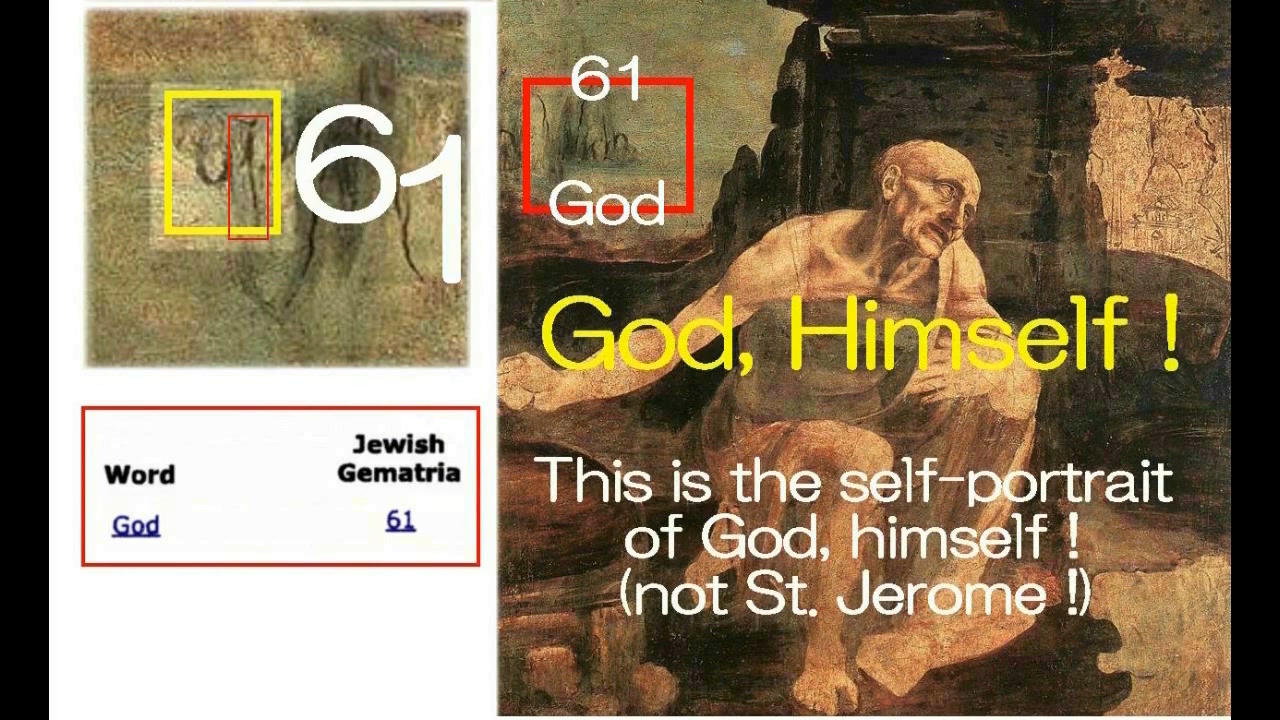 61
Word
Jewish
Gematria
God
61
61
God
God, Himself !
This is the self-portrait
of God, himself !
(not St. Jerome !)